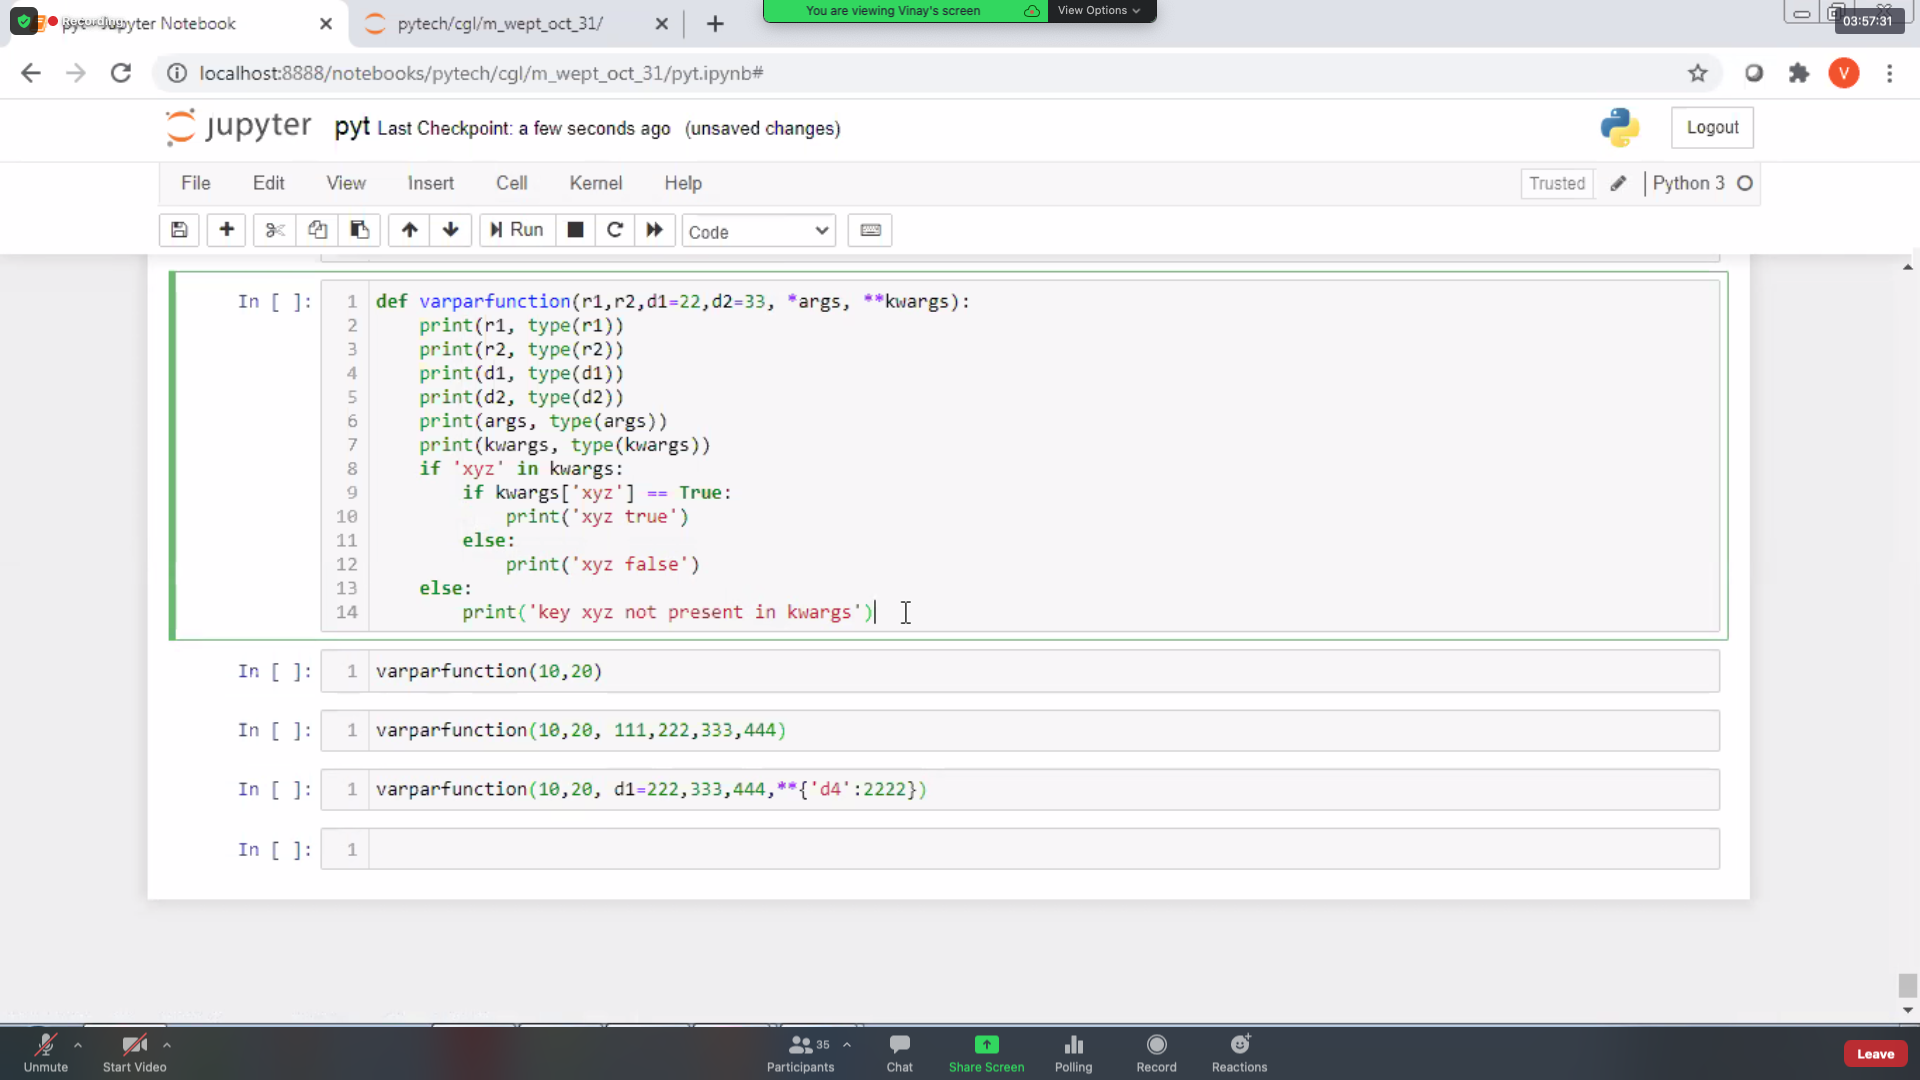 Recording
pyt - Jupyter Notebook
pytech/cgl/m_wept_oct_31/
You are viewing Vinay's screen
View Options
03:57:31
localhost:8888/notebooks/pytech/cgl/m_wept_oct_31/pyt.ipynb#
V
jupyter pyt Last Checkpoint: a few seconds ago (unsaved changes)
Logout
File Edit View Insert Cell Kernel Help
Trusted
Python 3
Run
Code
In [ ]:
1 def varparfunction(r1,r2,d1=22,d2=33, *args, **kwargs):
2 print(r1, type(r1))
3 print(r2, type(r2))
4 print(d1, type(d1))
5 print(d2, type(d2))
6 print(args, type(args))
7 print(kwargs, type(kwargs))
8 if 'xyz' in kwargs:
9 if kwargs['xyz'] == True:
10 print('xyz true')
11 else:
12 print('xyz false')
13 else:
14 print('key xyz not present in kwargs')
In [ ]: 1 varparfunction(10,20)
In [ ]: 1 varparfunction(10,20, 111,222,333,444)
In [ ]: 1 varparfunction(10,20, d1=222,333,444,**{'d4':2222})
In [ ]: 1
Unmute
Start Video
35
Participants
Chat
Share Screen
Polling
Record
Reactions
Leave